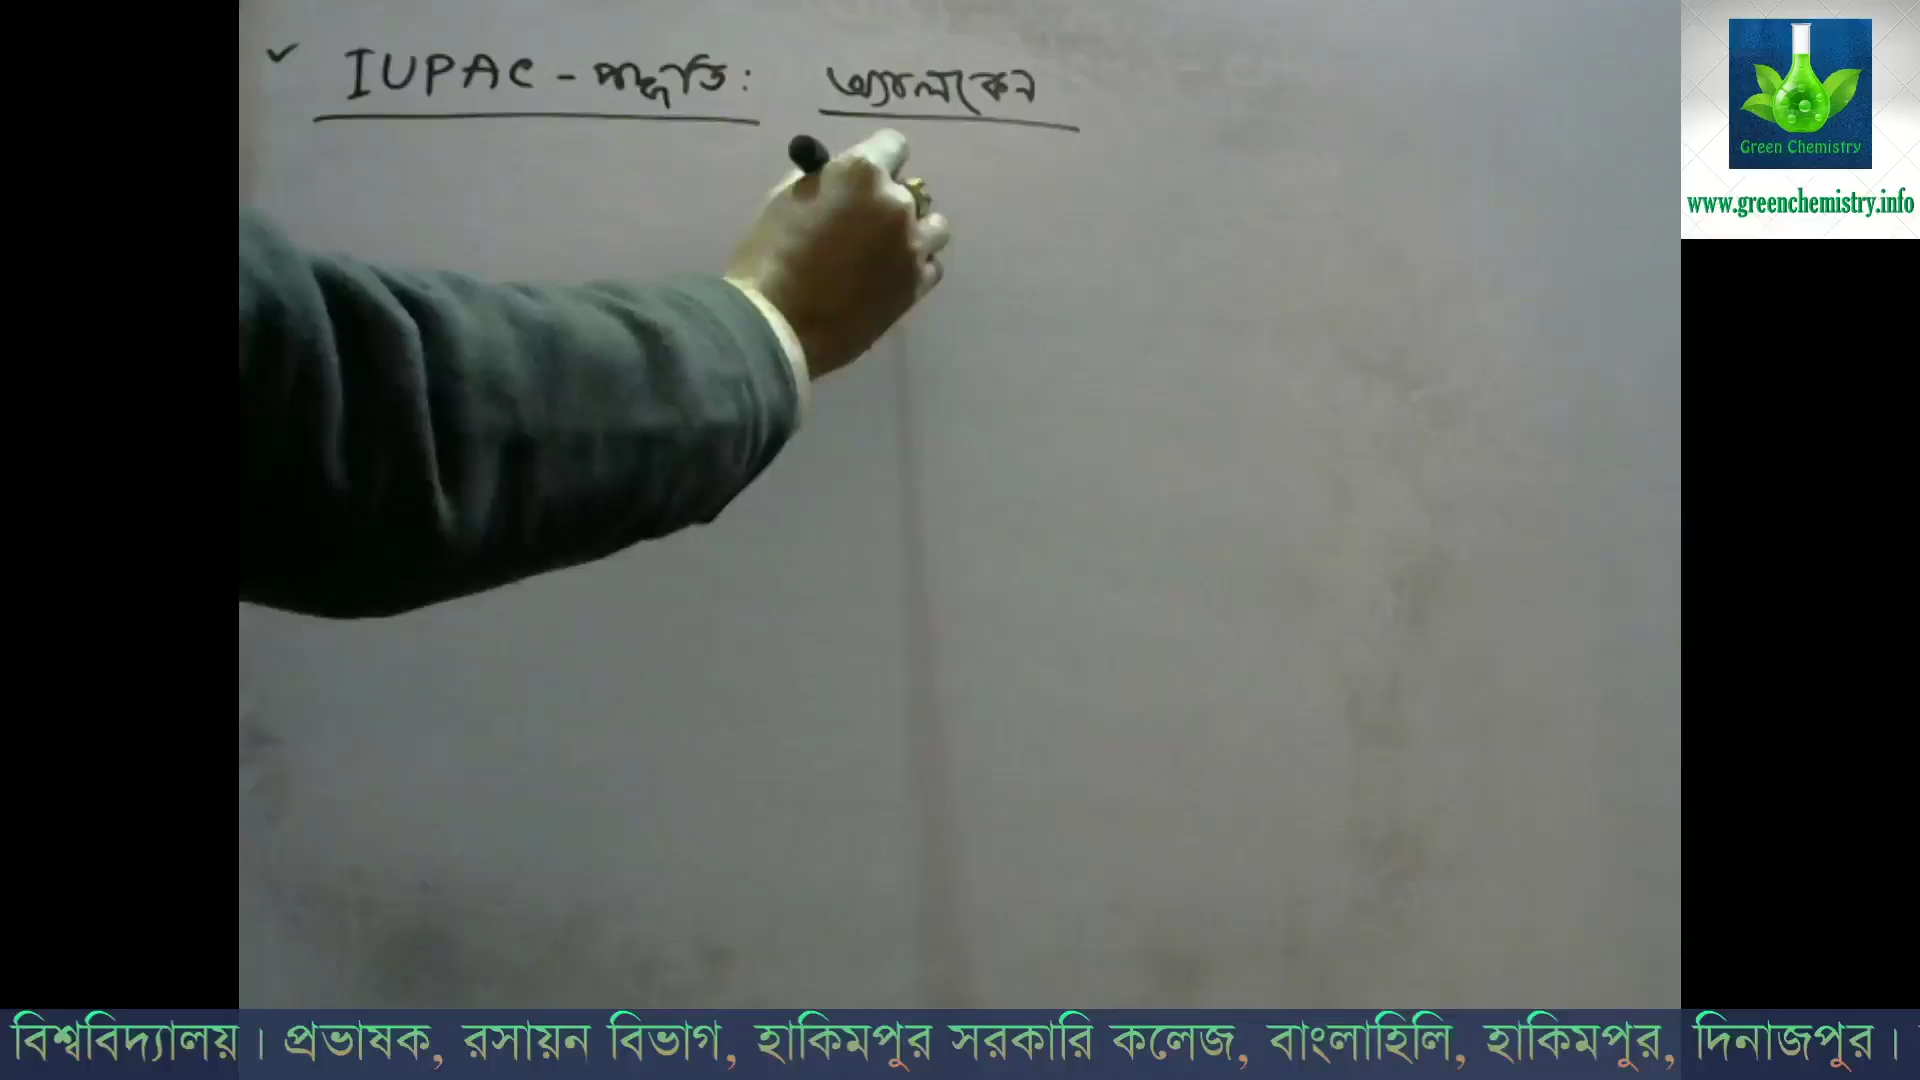 ✓ IUPAC - পদ্ধতি: অ্যালকেন
Green Chemistry
www.greenchemistry.info
বিশ্ববিদ্যালয় । প্রভাষক, রসায়ন বিভাগ, হাকিমপুর সরকারি কলেজ, বাংলাহিলি, হাকিমপুর, দিনাজপুর ।